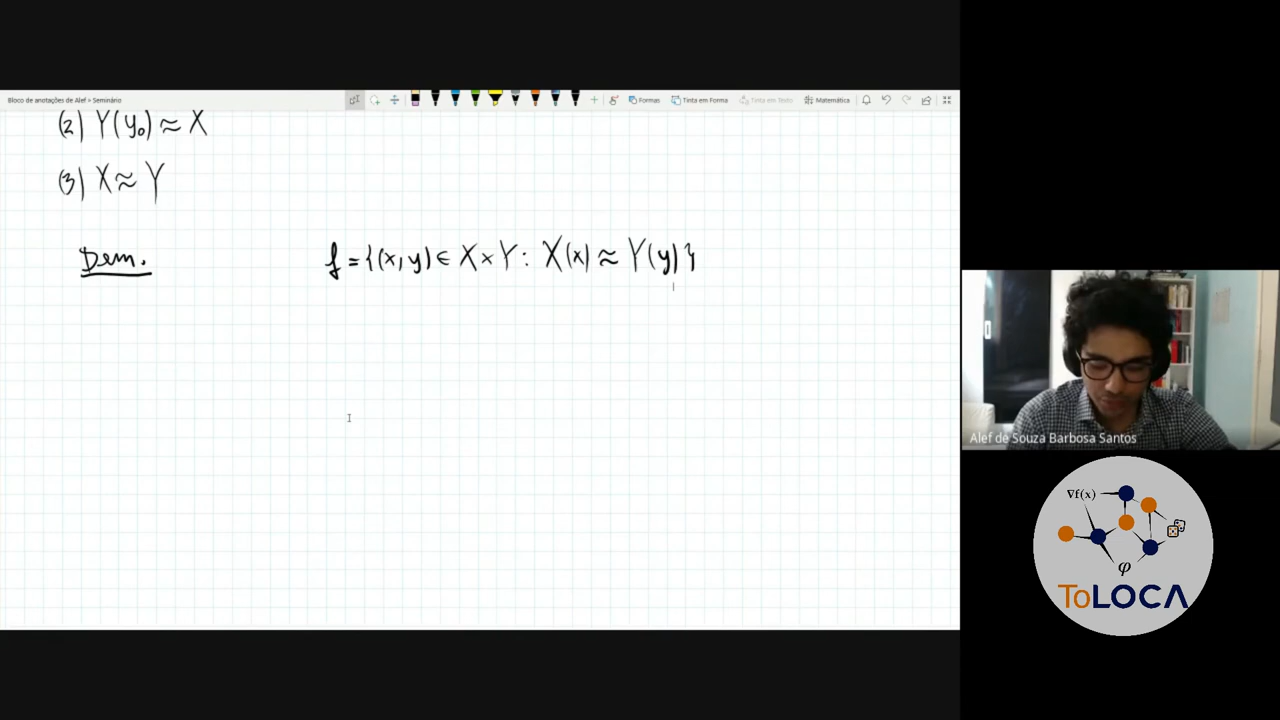 Bloco de anotações de Alef » Seminário
Formas
Tinta em Forma
Tinta em Texto
Matemática
(2) Y(y₀) ≈ X
(3) X ≈ Y
Dem. f = {(x, y) ∈ X × Y : X(x) ≈ Y(y)}
Alef de Souza Barbosa Santos
∇f(x)
φ
ToLOCA